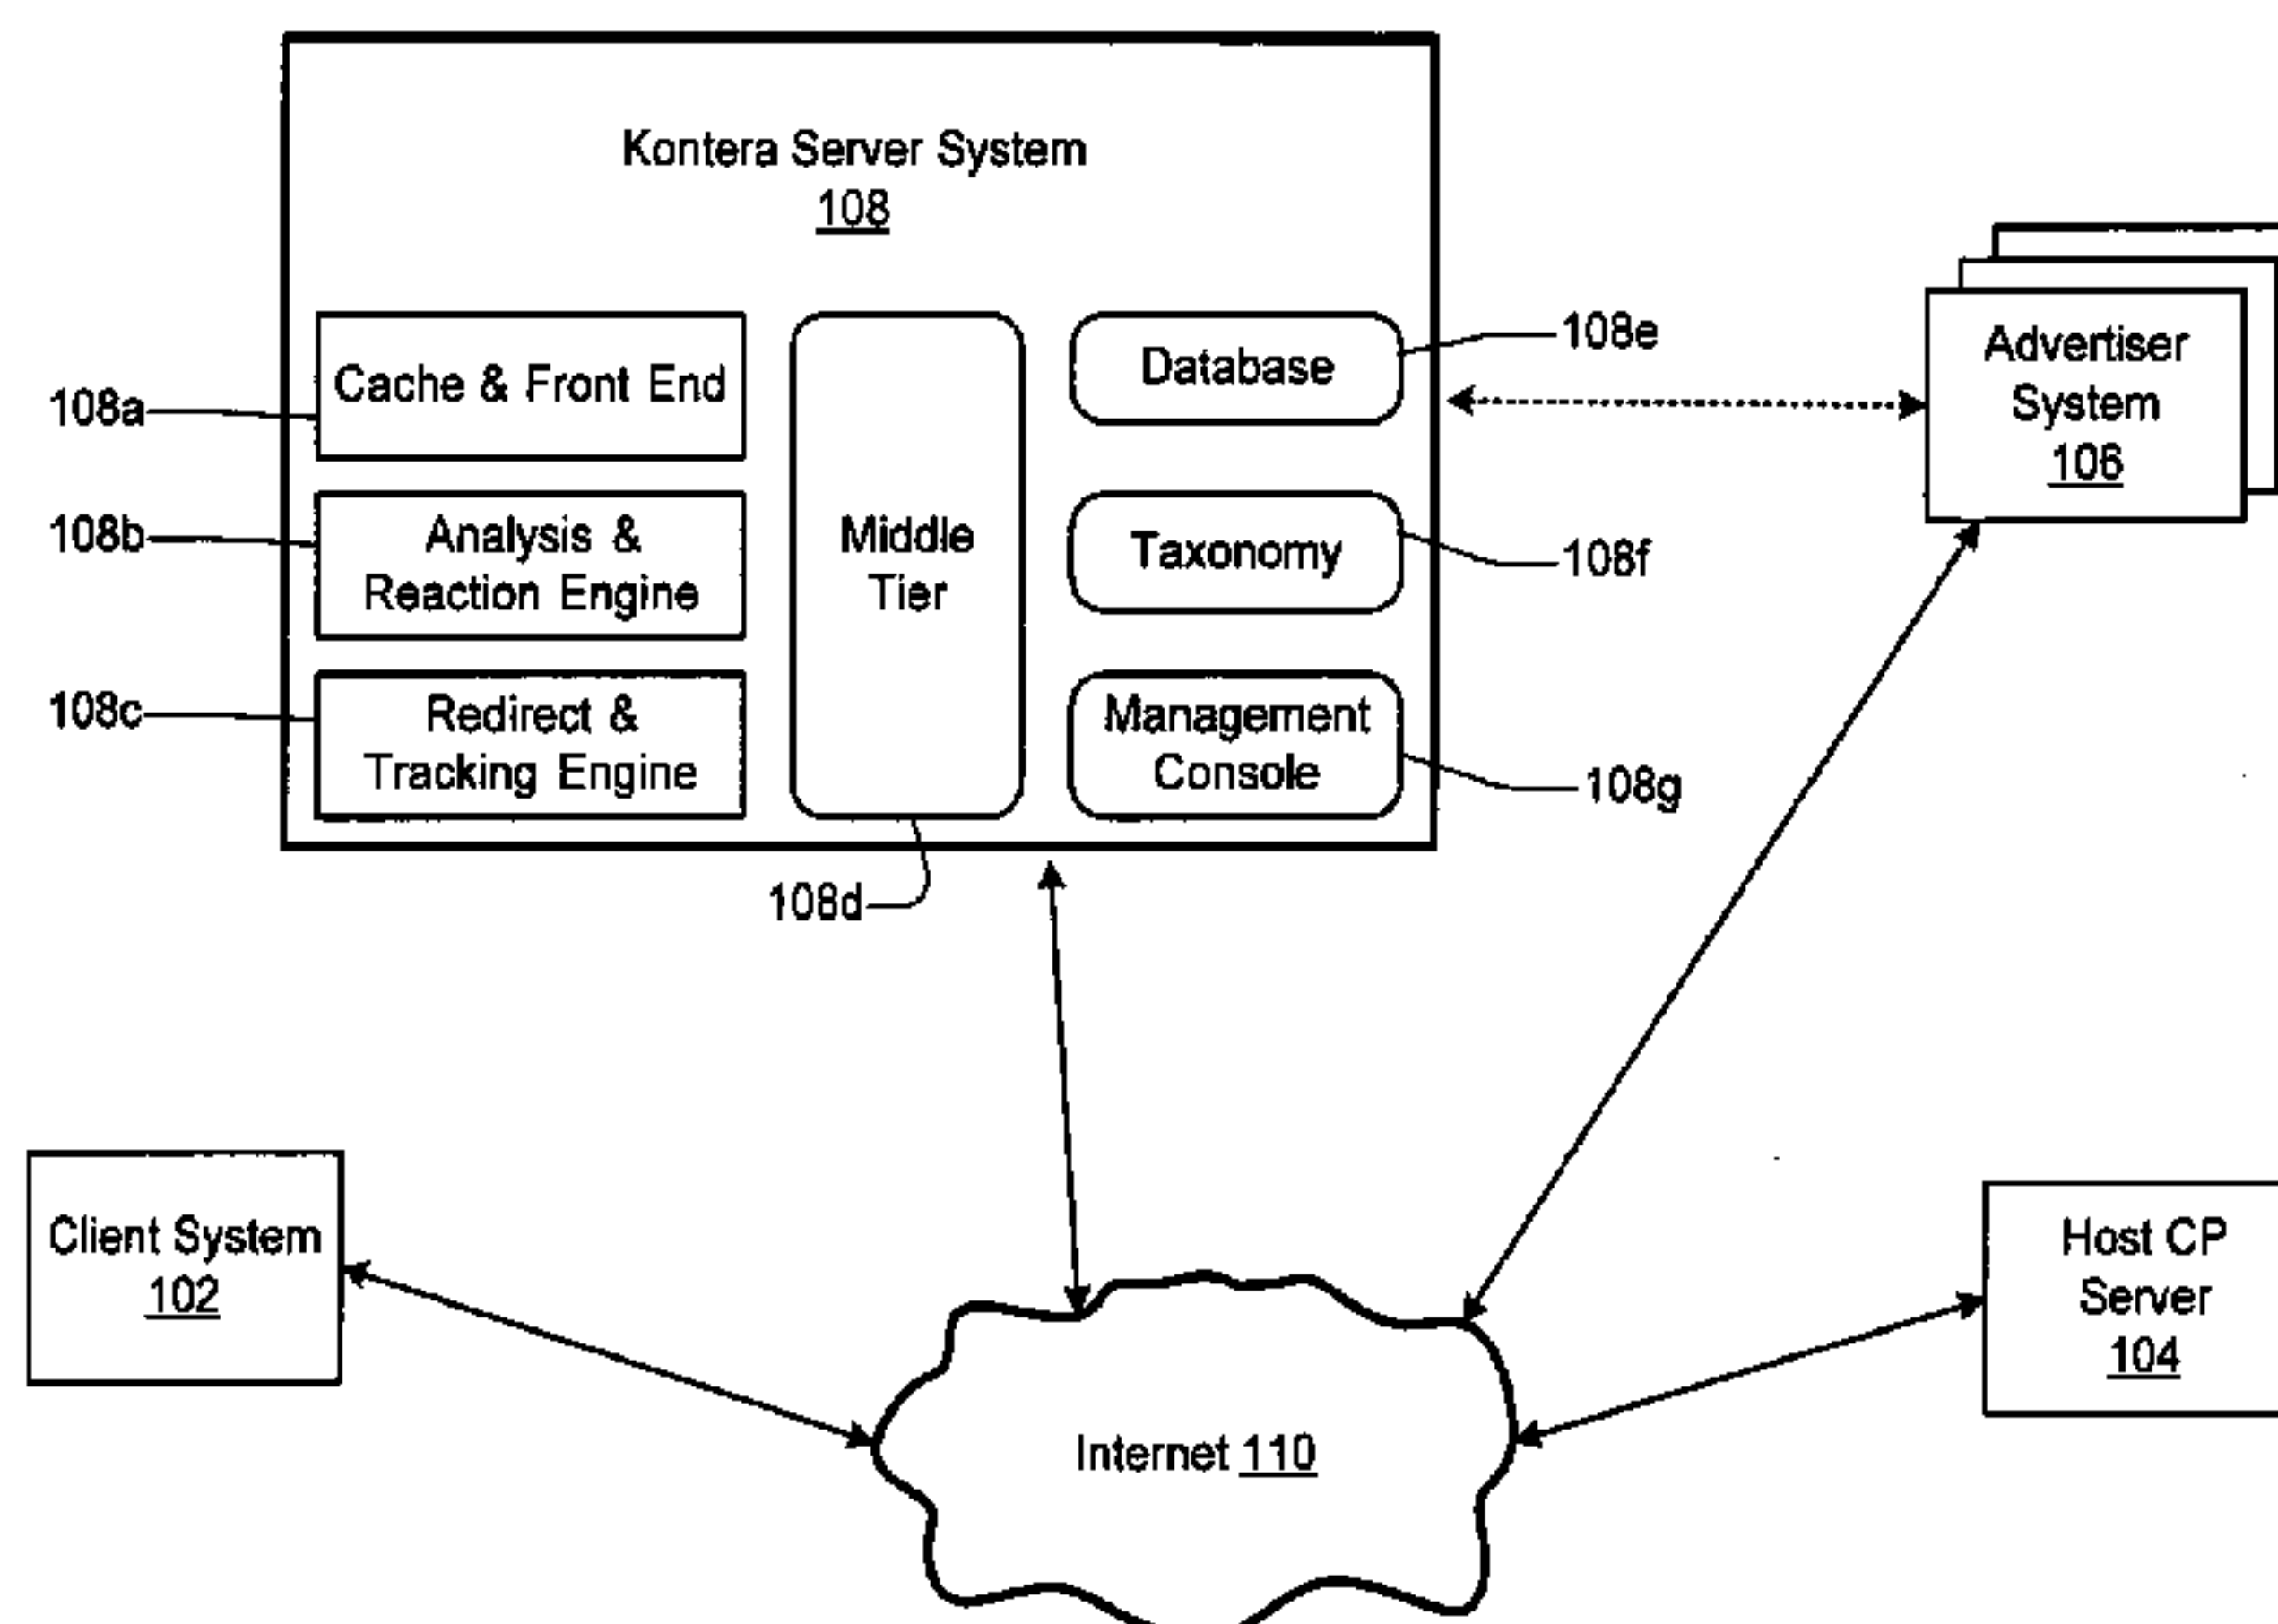 Kontera Server System
108
Cache & Front End
Analysis &
Reaction Engine
Redirect &
Tracking Engine
Middle
Tier
Database
Taxonomy
Management
Console
108a
108b
108c
108d
108e
108f
108g
Advertiser
System
106
Client System
102
Internet 110
Host CP
Server
104